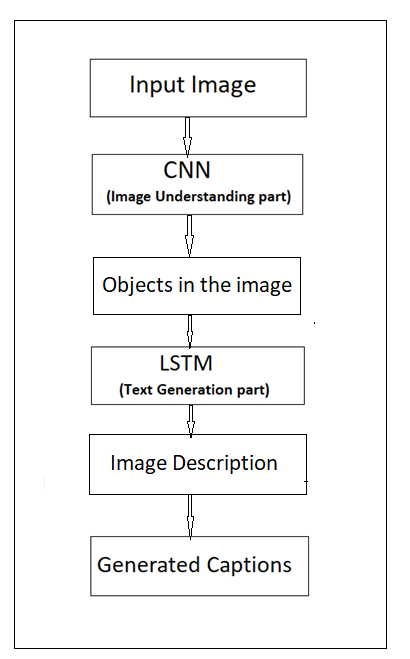 Input Image
CNN
(Image Understanding part)
Objects in the image
LSTM
(Text Generation part)
Image Description
Generated Captions